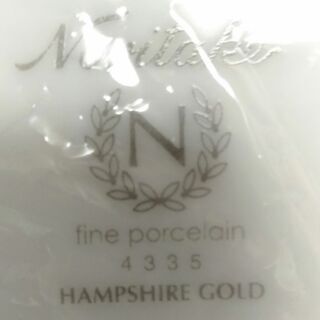 Noritake
N
fine porcelain
4335
HAMPSHIRE GOLD